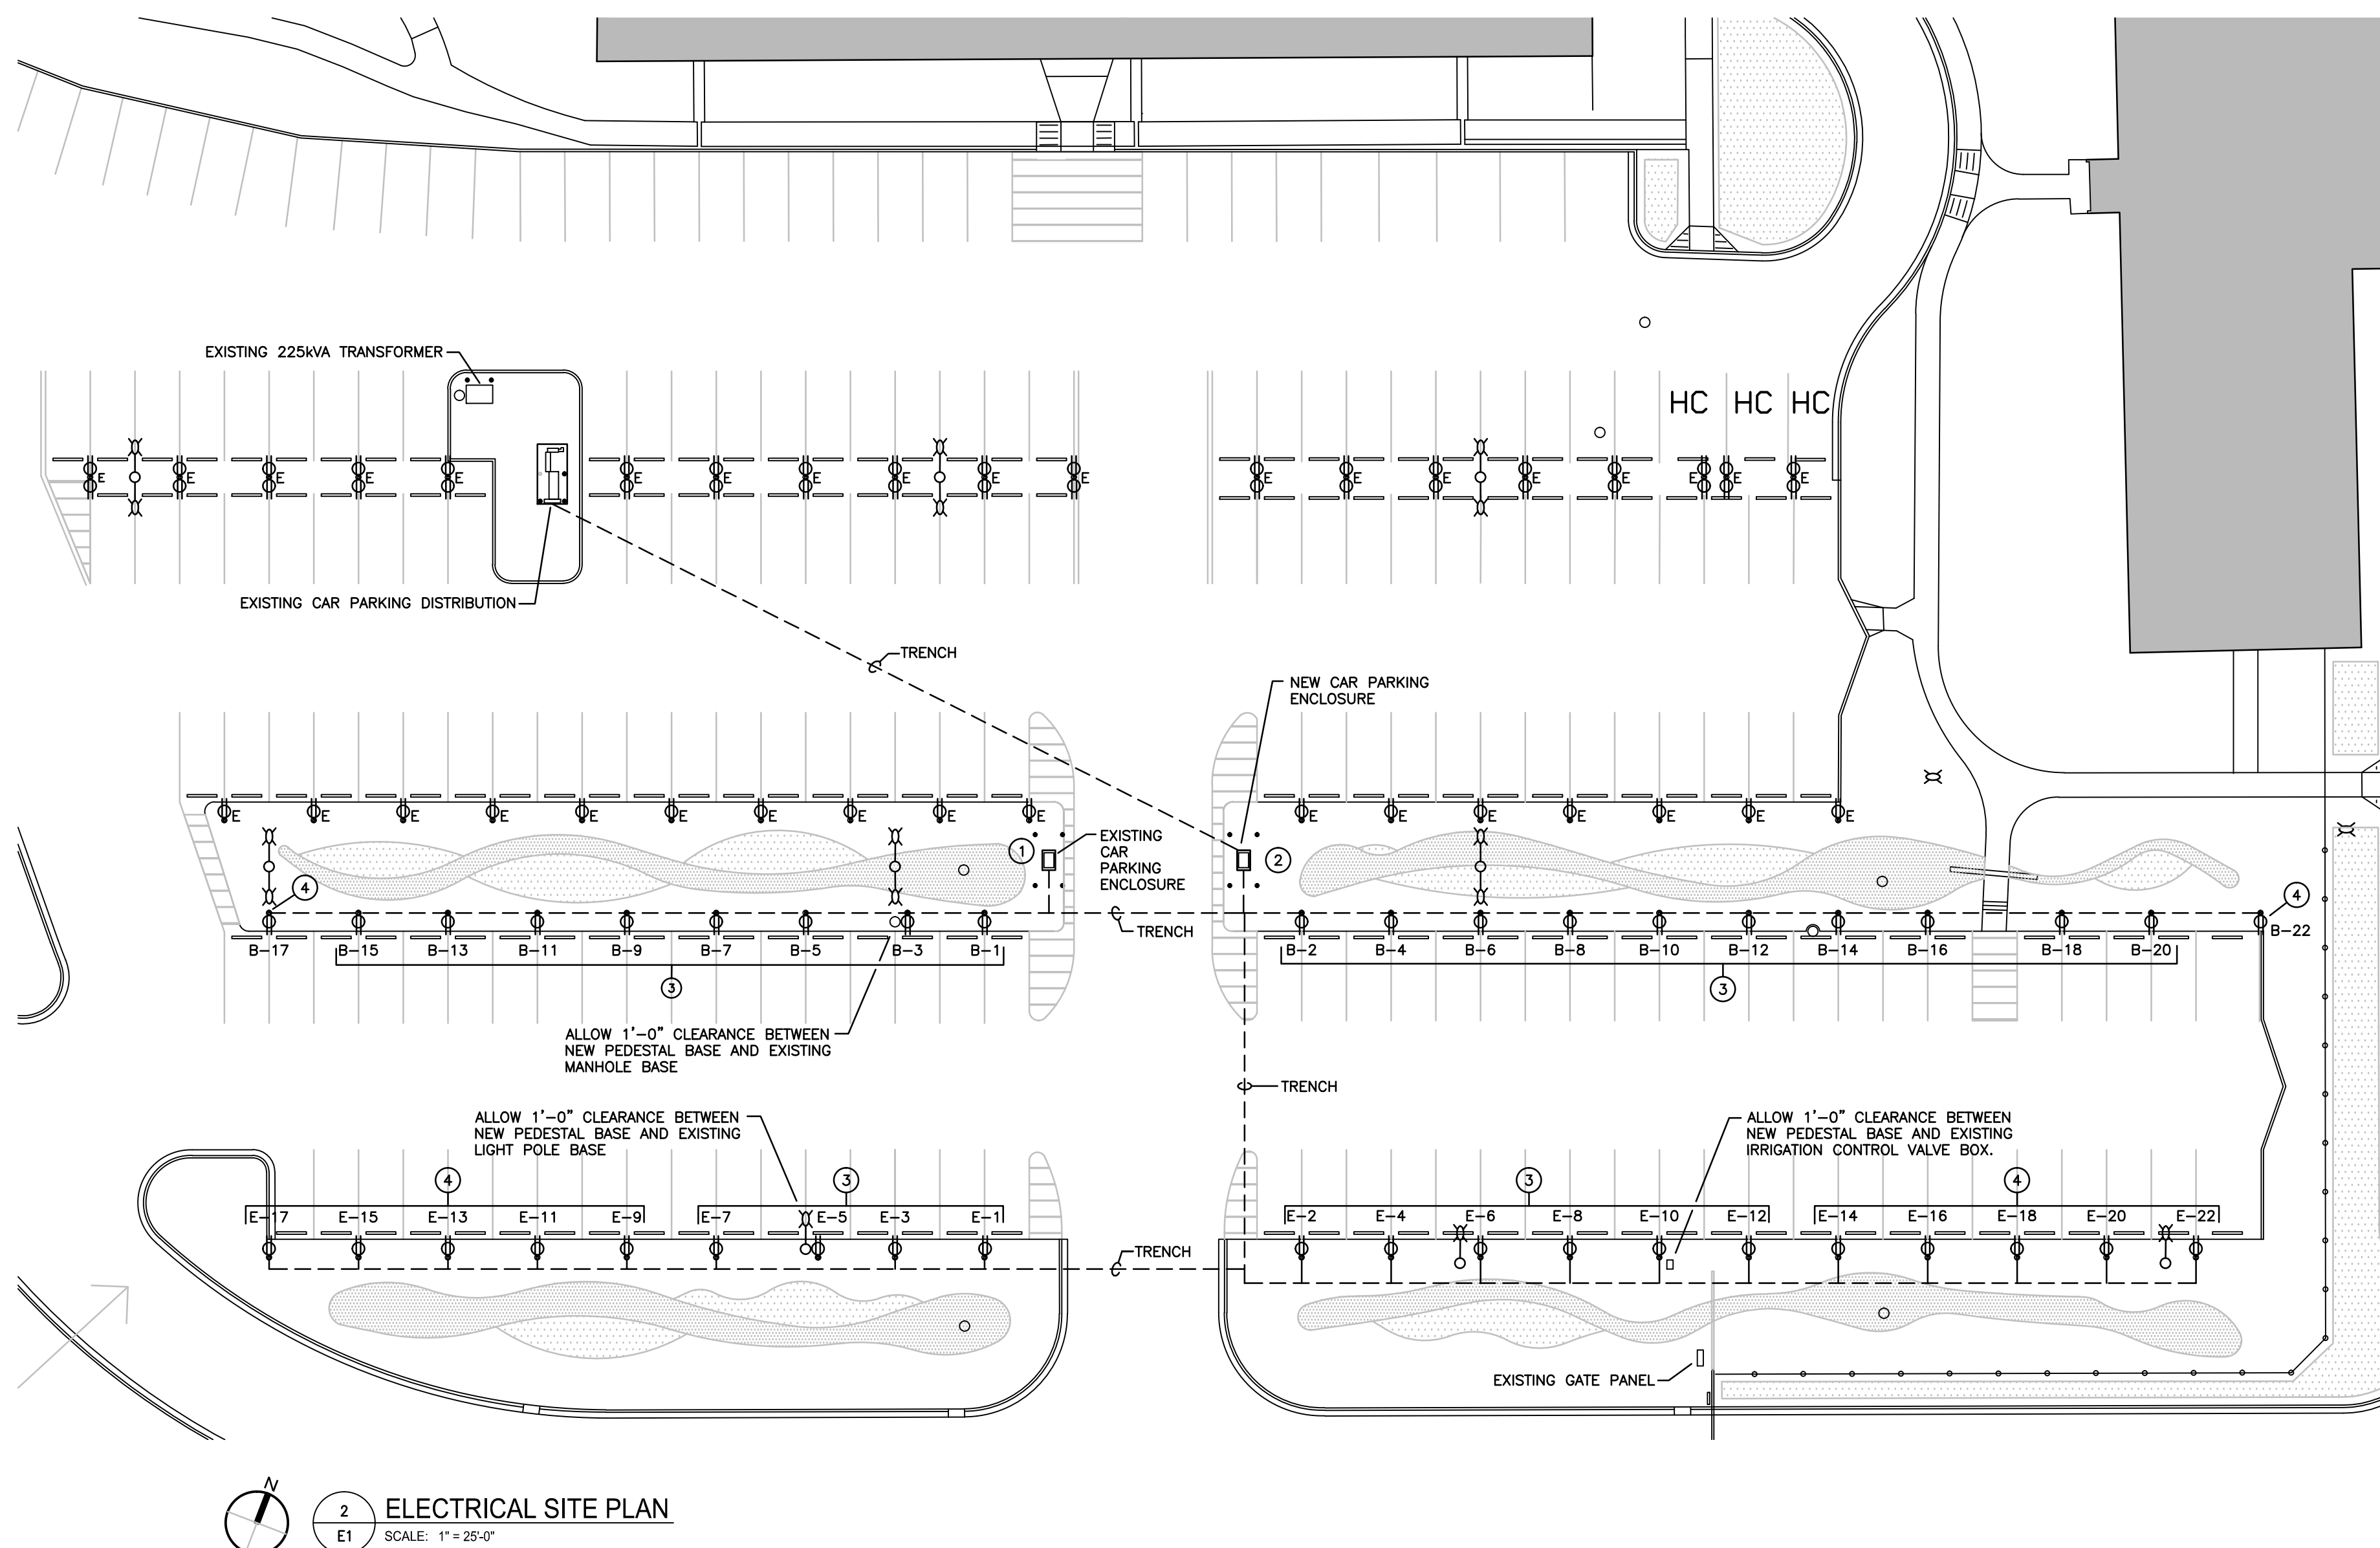 EXISTING 225kVA TRANSFORMER
HC HC HC
E E E E E E E E E E E E E E E E E E E
EXISTING CAR PARKING DISTRIBUTION
TRENCH
NEW CAR PARKING
ENCLOSURE
E E E E E E E E E E E E E E E E E
1
EXISTING
CAR
PARKING
ENCLOSURE
2
4
4
TRENCH
B-22
B-17 B-15 B-13 B-11 B-9 B-7 B-5 B-3 B-1 B-2 B-4 B-6 B-8 B-10 B-12 B-14 B-16 B-18 B-20
3
3
ALLOW 1'-0" CLEARANCE BETWEEN
NEW PEDESTAL BASE AND EXISTING
MANHOLE BASE
TRENCH
ALLOW 1'-0" CLEARANCE BETWEEN
NEW PEDESTAL BASE AND EXISTING
LIGHT POLE BASE
ALLOW 1'-0" CLEARANCE BETWEEN
NEW PEDESTAL BASE AND EXISTING
IRRIGATION CONTROL VALVE BOX.
4 3 3 4
E-17 E-15 E-13 E-11 E-9 E-7 E-5 E-3 E-1 E-2 E-4 E-6 E-8 E-10 E-12 E-14 E-16 E-18 E-20 E-22
TRENCH
EXISTING GATE PANEL
N
2
E1
ELECTRICAL SITE PLAN
SCALE: 1" = 25'-0"